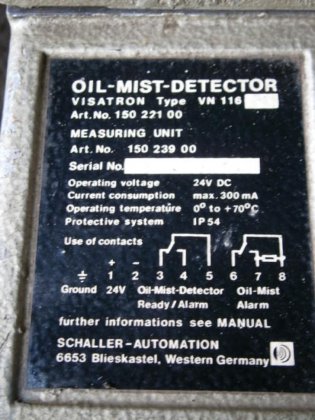 OIL-MIST-DETECTOR
VISATRON Type VN 116
Art.No. 150 221 00
MEASURING UNIT
Art. No. 150 239 00
Serial No.
Operating voltage 24V DC
Current consumption max. 300 mA
Operating temperature 0° to +70°C
Protective system IP 54
Use of contacts
+ -
1 2 3 4 5 6 7 8
Ground 24V Oil-Mist-Detector Oil-Mist
Ready/Alarm Alarm
further informations see MANUAL
SCHALLER-AUTOMATION
6653 Blieskastel, Western Germany